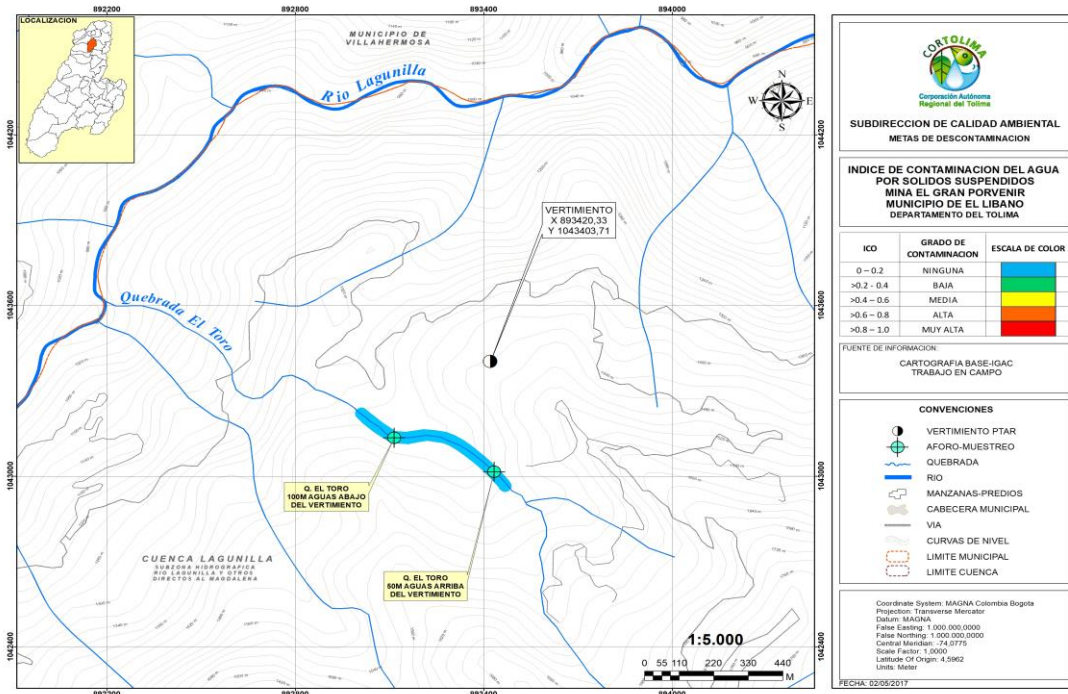 892200
892800
893400
894000
LOCALIZACION
MUNICIPIO DE
VILLAHERMOSA
Rio Lagunilla
N
W
E
S
1044200
1044200
VERTIMIENTO
X 893420,33
Y 1043403,71
Quebrada El Toro
1043600
1043600
1043000
1043000
Q. EL TORO
100M AGUAS ABAJO
DEL VERTIMIENTO
CUENCA LAGUNILLA
SUBZONA HIDROGRAFICA
RIO LAGUNILLA Y OTROS
DIRECTOS AL MAGDALENA
Q. EL TORO
50M AGUAS ARRIBA
DEL VERTIMIENTO
1042400
1042400
1:5.000
0 55 110 220 330 440
M
892200
892800
893400
894000
CORTOLIMA
Corporación Autónoma
Regional del Tolima
SUBDIRECCION DE CALIDAD AMBIENTAL
METAS DE DESCONTAMINACION
INDICE DE CONTAMINACION DEL AGUA
POR SOLIDOS SUSPENDIDOS
MINA EL GRAN PORVENIR
MUNICIPIO DE EL LIBANO
DEPARTAMENTO DEL TOLIMA
ICO GRADO DE CONTAMINACION ESCALA DE COLOR
0 – 0.2 NINGUNA
>0.2 - 0.4 BAJA
>0.4 – 0.6 MEDIA
>0.6 – 0.8 ALTA
>0.8 – 1.0 MUY ALTA
FUENTE DE INFORMACION:
CARTOGRAFIA BASE-IGAC
TRABAJO EN CAMPO
CONVENCIONES
VERTIMIENTO PTAR
AFORO-MUESTREO
QUEBRADA
RIO
MANZANAS-PREDIOS
CABECERA MUNICIPAL
VIA
CURVAS DE NIVEL
LIMITE MUNICIPAL
LIMITE CUENCA
Coordinate System: MAGNA Colombia Bogota
Projection: Transverse Mercator
Datum: MAGNA
False Easting: 1.000.000,0000
False Northing: 1.000.000,0000
Central Meridian: -74,0775
Scale Factor: 1,0000
Latitude Of Origin: 4,5962
Units: Meter
FECHA: 02/05/2017